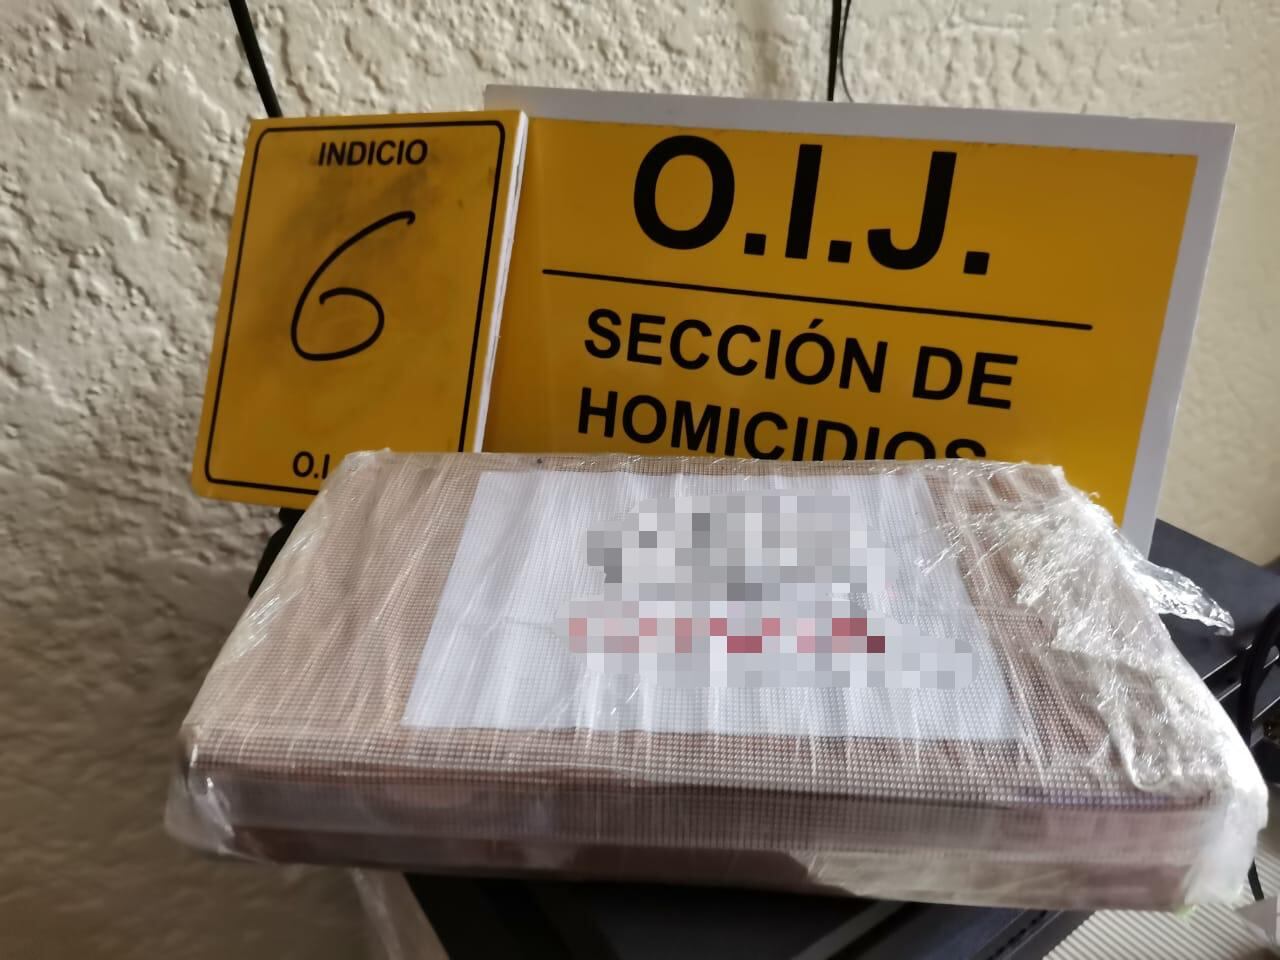 INDICIO
6
O.I.
O.I.J.
SECCIÓN DE
HOMICIDIOS